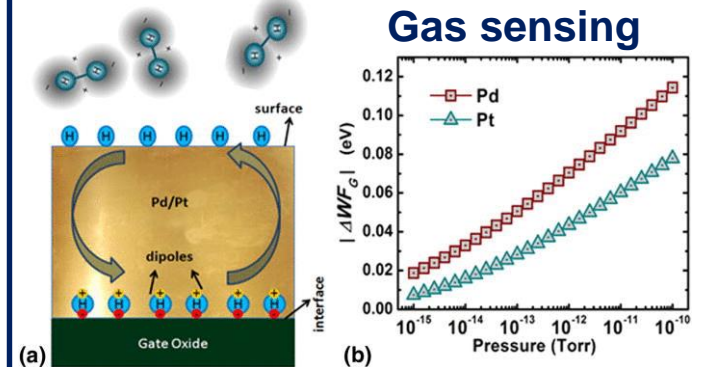 Gas sensing
H H H H H H
surface
Pd/Pt
dipoles
+ + + + + +
H H H H H H
interface
Gate Oxide
(a)
0.12
0.10
0.08
0.06
0.04
0.02
0.00
|ΔWF_G| (eV)
Pd
Pt
10^-15 10^-14 10^-13 10^-12 10^-11 10^-10
Pressure (Torr)
(b)